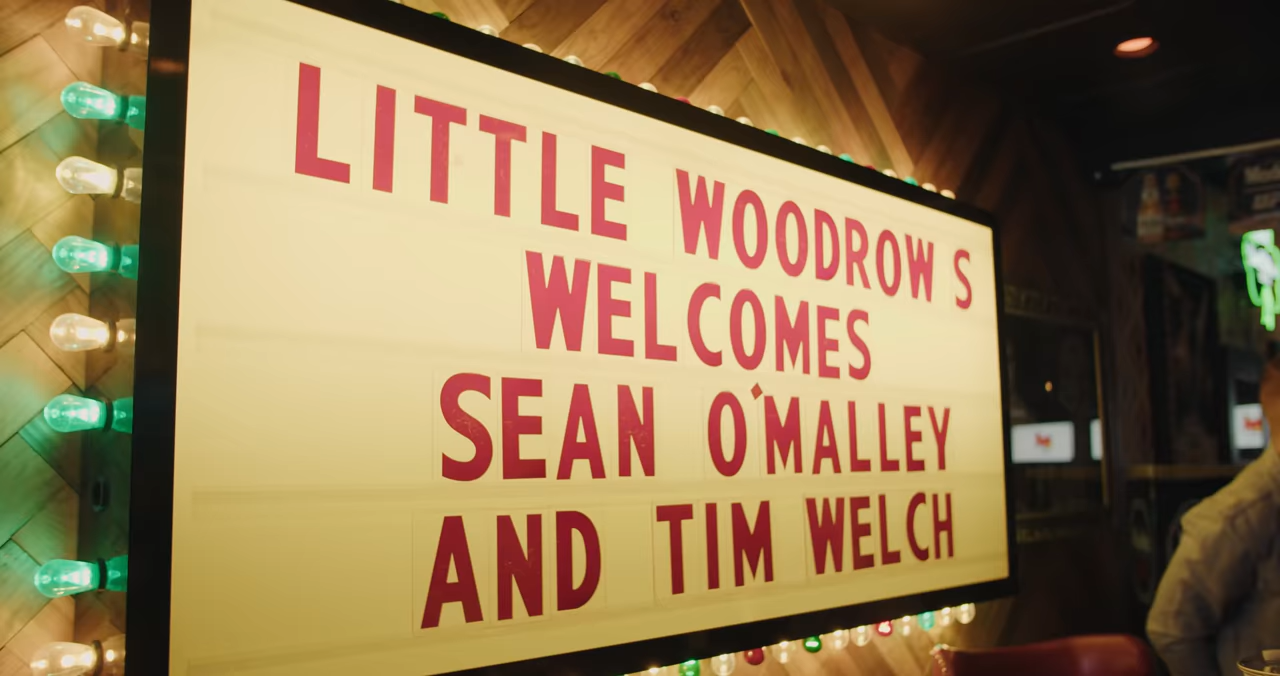 LITTLE WOODROW S
WELCOMES
SEAN O'MALLEY
AND TIM WELCH